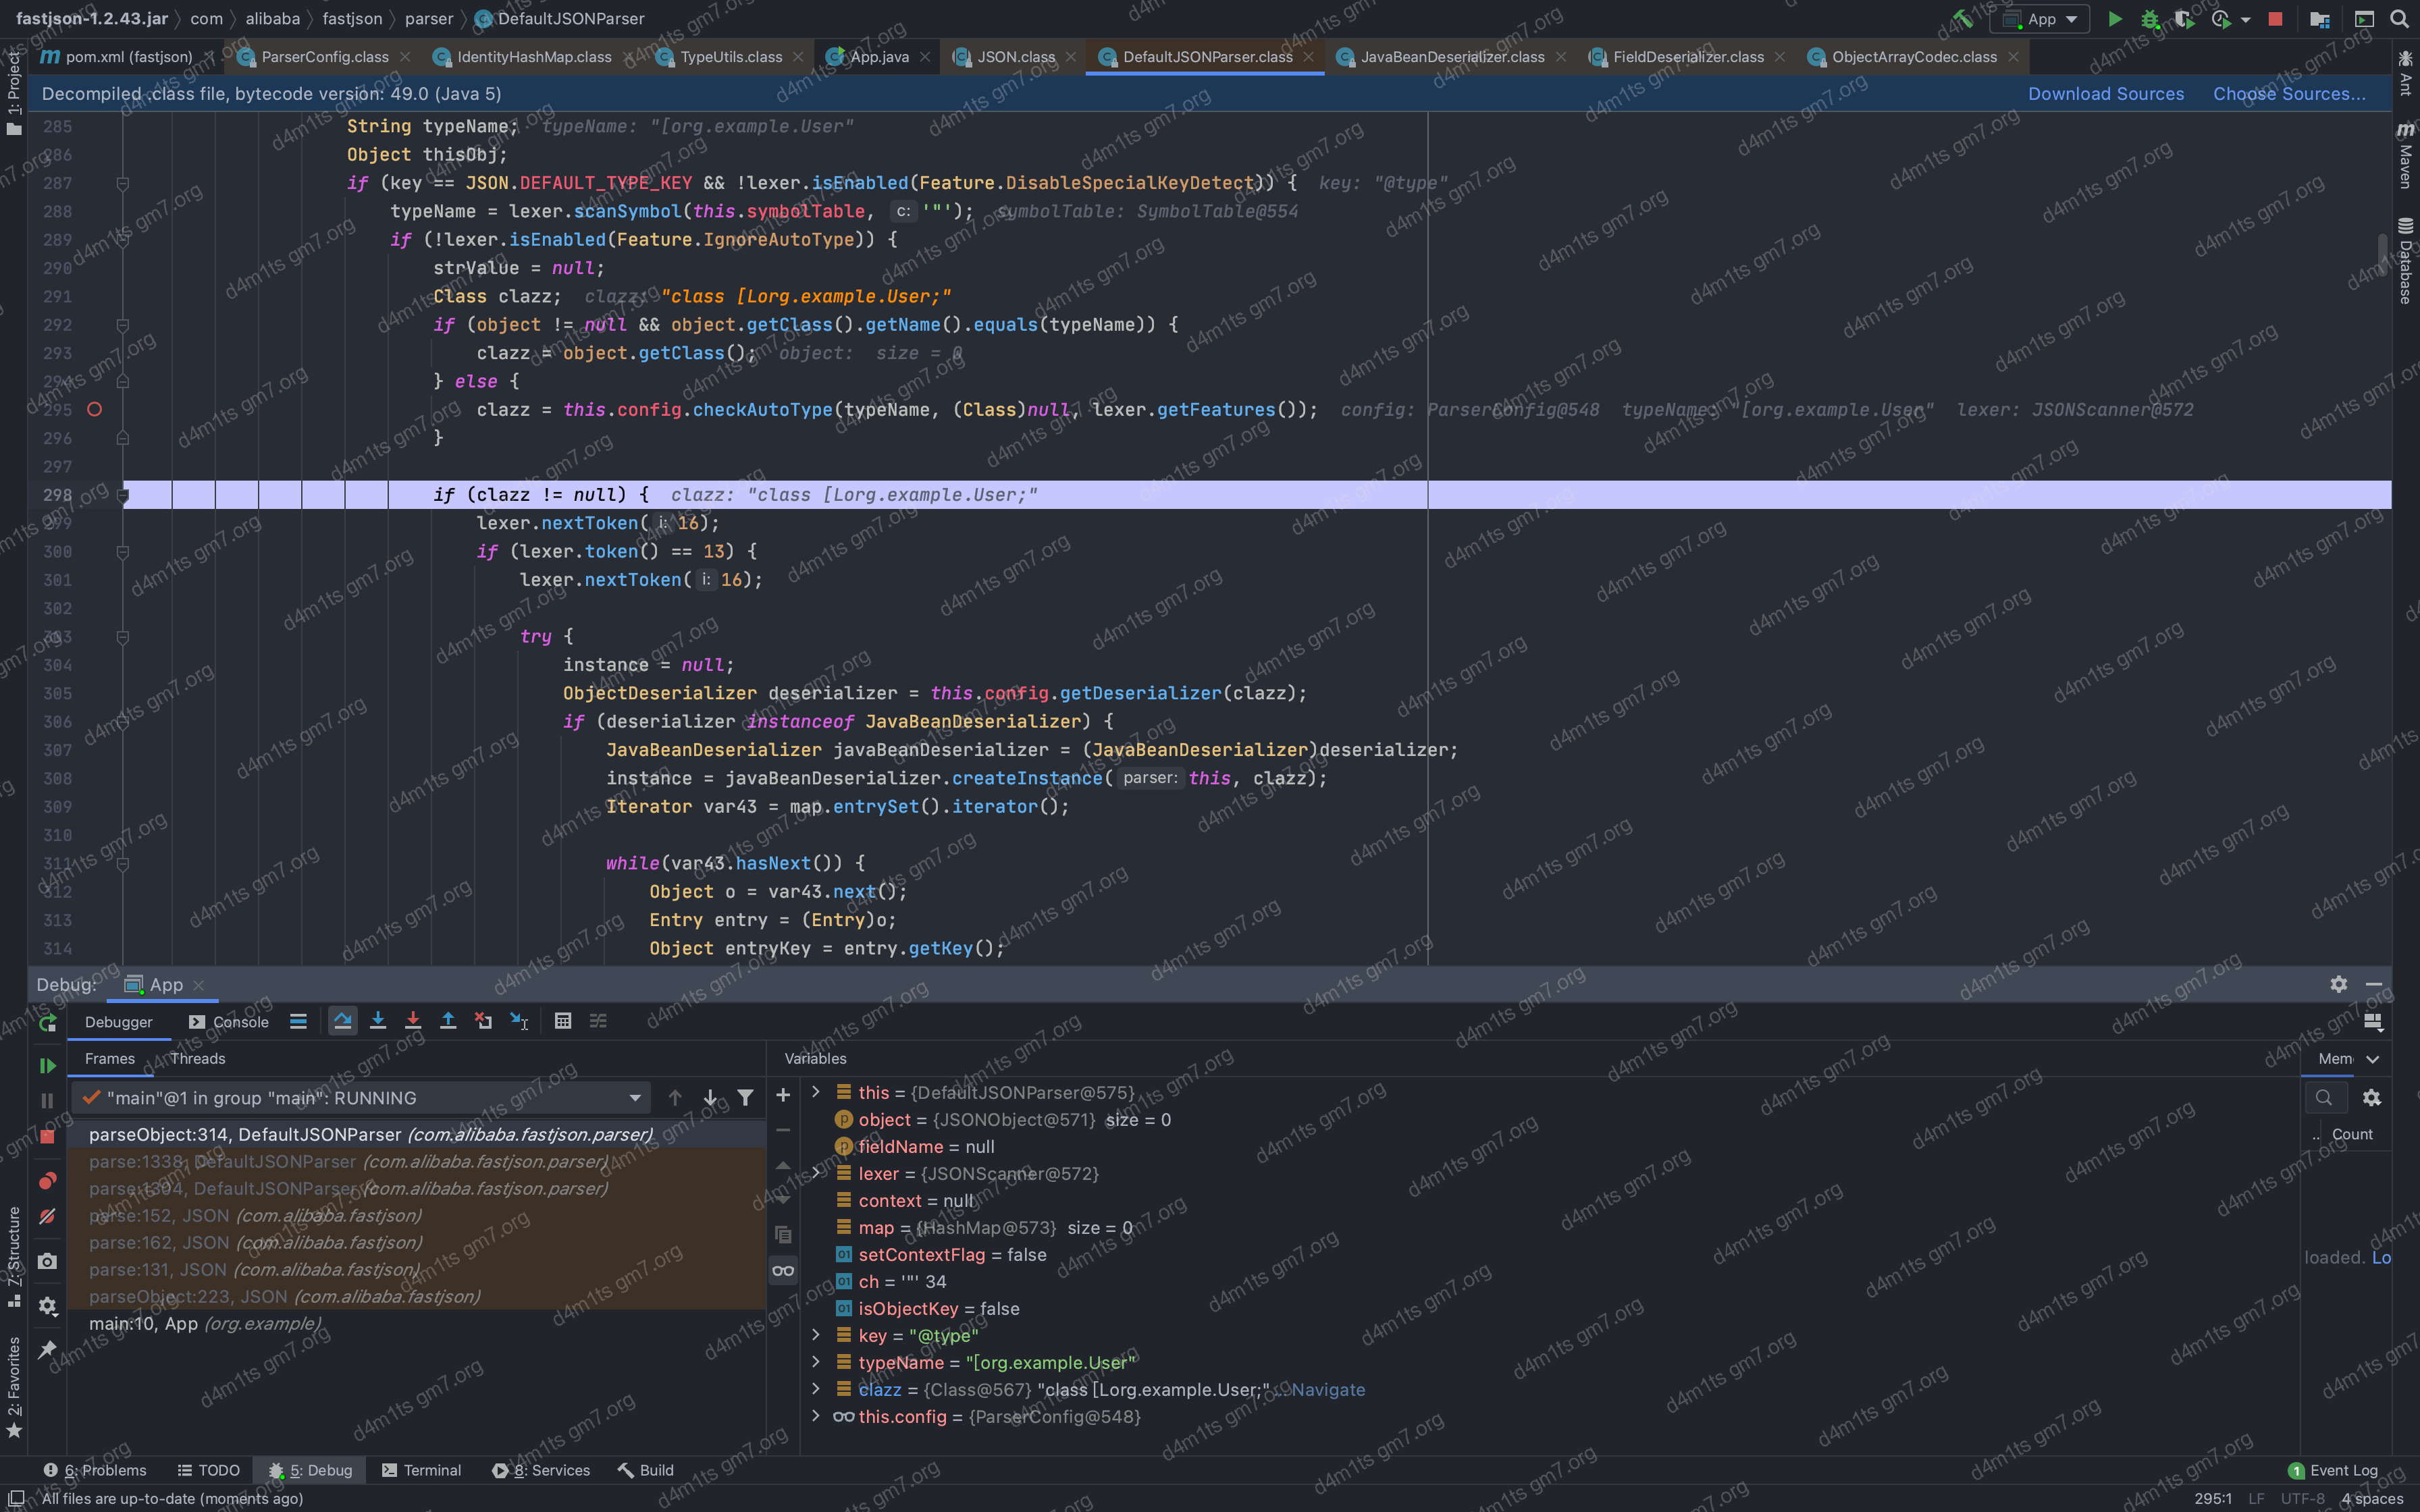 fastjson-1.2.43.jar com alibaba fastjson parser DefaultJSONParser App
pom.xml (fastjson) ParserConfig.class IdentityHashMap.class TypeUtils.class App.java JSON.class DefaultJSONParser.class JavaBeanDeserializer.class FieldDeserializer.class ObjectArrayCodec.class
Decompiled .class file, bytecode version: 49.0 (Java 5) Download Sources Choose Sources...
285 String typeName; typeName: "[org.example.User"
286 Object thisObj;
287 if (key == JSON.DEFAULT_TYPE_KEY && !lexer.isEnabled(Feature.DisableSpecialKeyDetect)) { key: "@type"
288 typeName = lexer.scanSymbol(this.symbolTable, c: '"'); symbolTable: SymbolTable@554
289 if (!lexer.isEnabled(Feature.IgnoreAutoType)) {
290 strValue = null;
291 Class clazz; clazz: "class [Lorg.example.User;"
292 if (object != null && object.getClass().getName().equals(typeName)) {
293 clazz = object.getClass(); object: size = 0
294 } else {
295 clazz = this.config.checkAutoType(typeName, (Class)null, lexer.getFeatures()); config: ParserConfig@548 typeName: "[org.example.User" lexer: JSONScanner@572
296 }
297
298 if (clazz != null) { clazz: "class [Lorg.example.User;"
299 lexer.nextToken( i: 16);
300 if (lexer.token() == 13) {
301 lexer.nextToken( i: 16);
302
303 try {
304 instance = null;
305 ObjectDeserializer deserializer = this.config.getDeserializer(clazz);
306 if (deserializer instanceof JavaBeanDeserializer) {
307 JavaBeanDeserializer javaBeanDeserializer = (JavaBeanDeserializer)deserializer;
308 instance = javaBeanDeserializer.createInstance( parser: this, clazz);
309 Iterator var43 = map.entrySet().iterator();
310
311 while(var43.hasNext()) {
312 Object o = var43.next();
313 Entry entry = (Entry)o;
314 Object entryKey = entry.getKey();
1: Project
7: Structure
2: Favorites
Ant
Maven
Database
Debug: App
Debugger Console
Frames Threads
"main"@1 in group "main": RUNNING
parseObject:314, DefaultJSONParser (com.alibaba.fastjson.parser)
parse:1338, DefaultJSONParser (com.alibaba.fastjson.parser)
parse:1304, DefaultJSONParser (com.alibaba.fastjson.parser)
parse:152, JSON (com.alibaba.fastjson)
parse:162, JSON (com.alibaba.fastjson)
parse:131, JSON (com.alibaba.fastjson)
parseObject:223, JSON (com.alibaba.fastjson)
main:10, App (org.example)
Variables
this = {DefaultJSONParser@575}
object = {JSONObject@571} size = 0
fieldName = null
lexer = {JSONScanner@572}
context = null
map = {HashMap@573} size = 0
setContextFlag = false
ch = '"' 34
isObjectKey = false
key = "@type"
typeName = "[org.example.User"
clazz = {Class@567} "class [Lorg.example.User;" ... Navigate
this.config = {ParserConfig@548}
Mem
.. Count
loaded. Lo
6: Problems TODO 5: Debug Terminal 8: Services Build 1 Event Log
All files are up-to-date (moments ago) 295:1 LF UTF-8 4 spaces
d4m1ts gm7.org